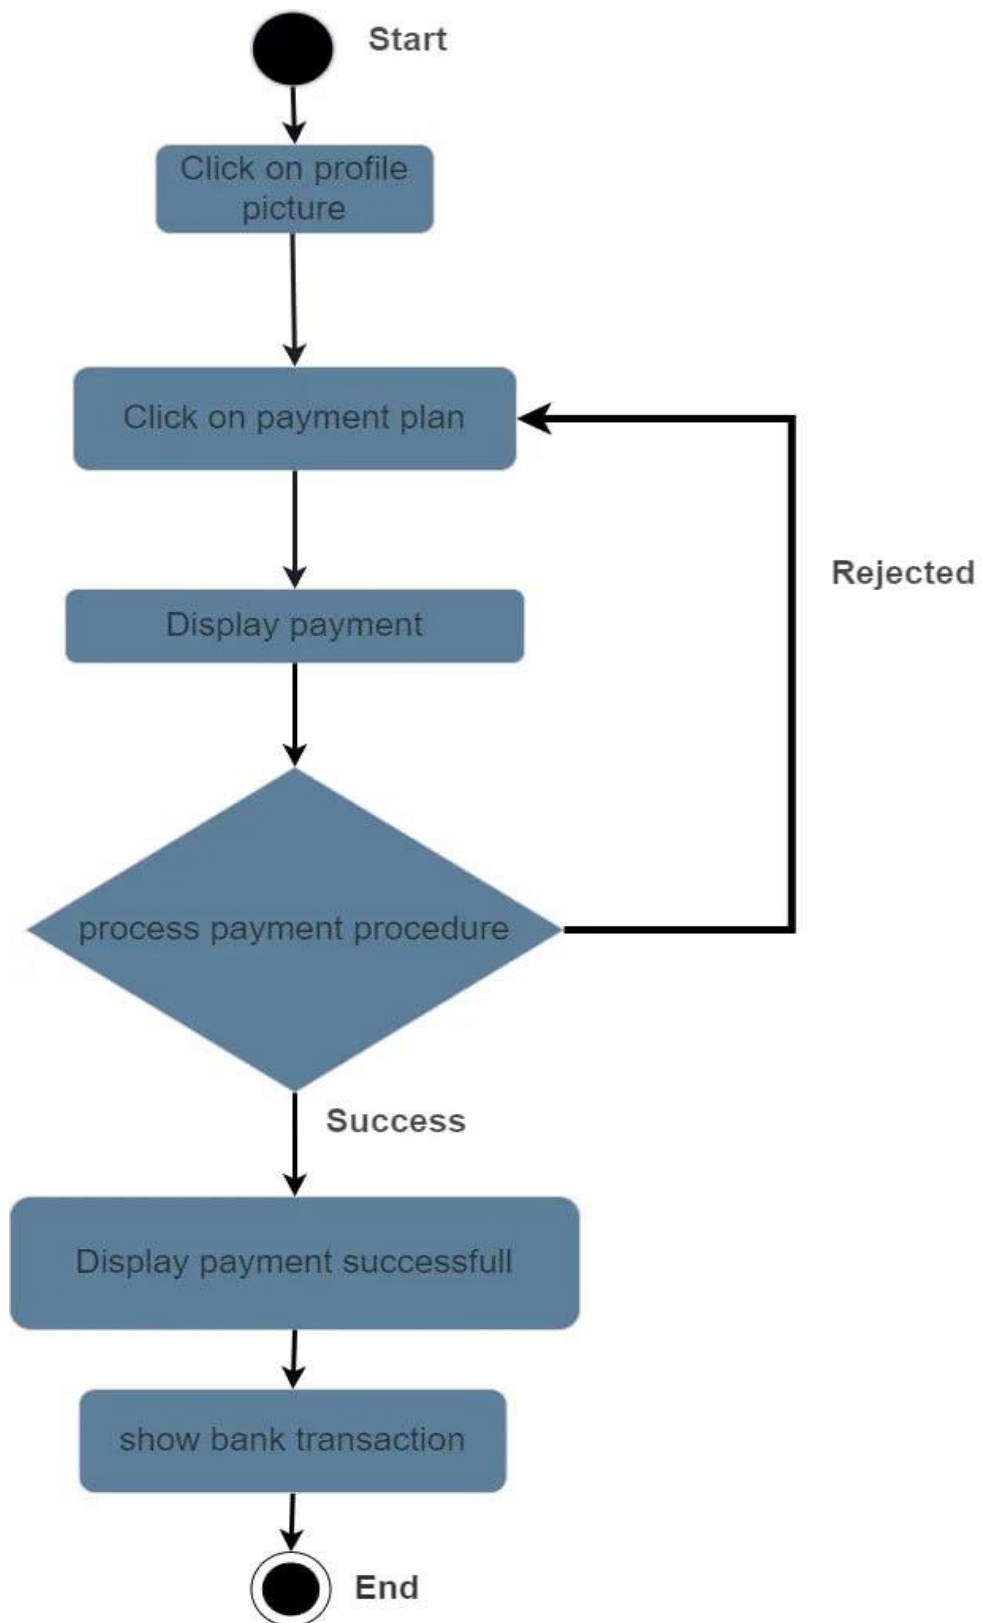 Start
Click on profile
picture
Click on payment plan
Rejected
Display payment
process payment procedure
Success
Display payment successfull
show bank transaction
End